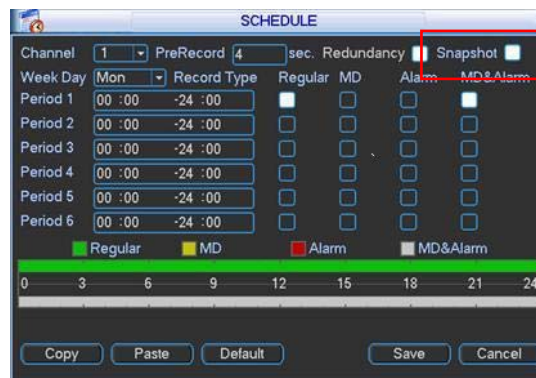 SCHEDULE
Channel 1 PreRecord 4 sec. Redundancy Snapshot
Week Day Mon Record Type Regular MD Alarm MD&Alarm
Period 1 00 :00 -24 :00
Period 2 00 :00 -24 :00
Period 3 00 :00 -24 :00
Period 4 00 :00 -24 :00
Period 5 00 :00 -24 :00
Period 6 00 :00 -24 :00
Regular MD Alarm MD&Alarm
0 3 6 9 12 15 18 21 24
Copy Paste Default Save Cancel